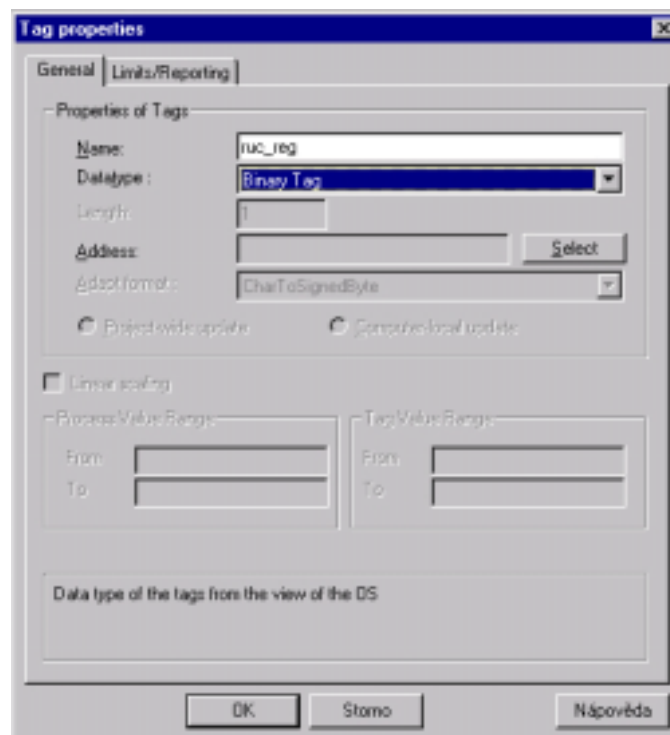 Tag properties
General Limits/Reporting
Properties of Tags
Name: ruc_reg
Datatype : Binary Tag
Length: 1
Address: Select
Adapt format : CharToSignedByte
Project-wide update Computer-local update
Linear scaling
Process Value Range Tag Value Range
From From
To To
Data type of the tags from the view of the OS
OK Storno Nápověda